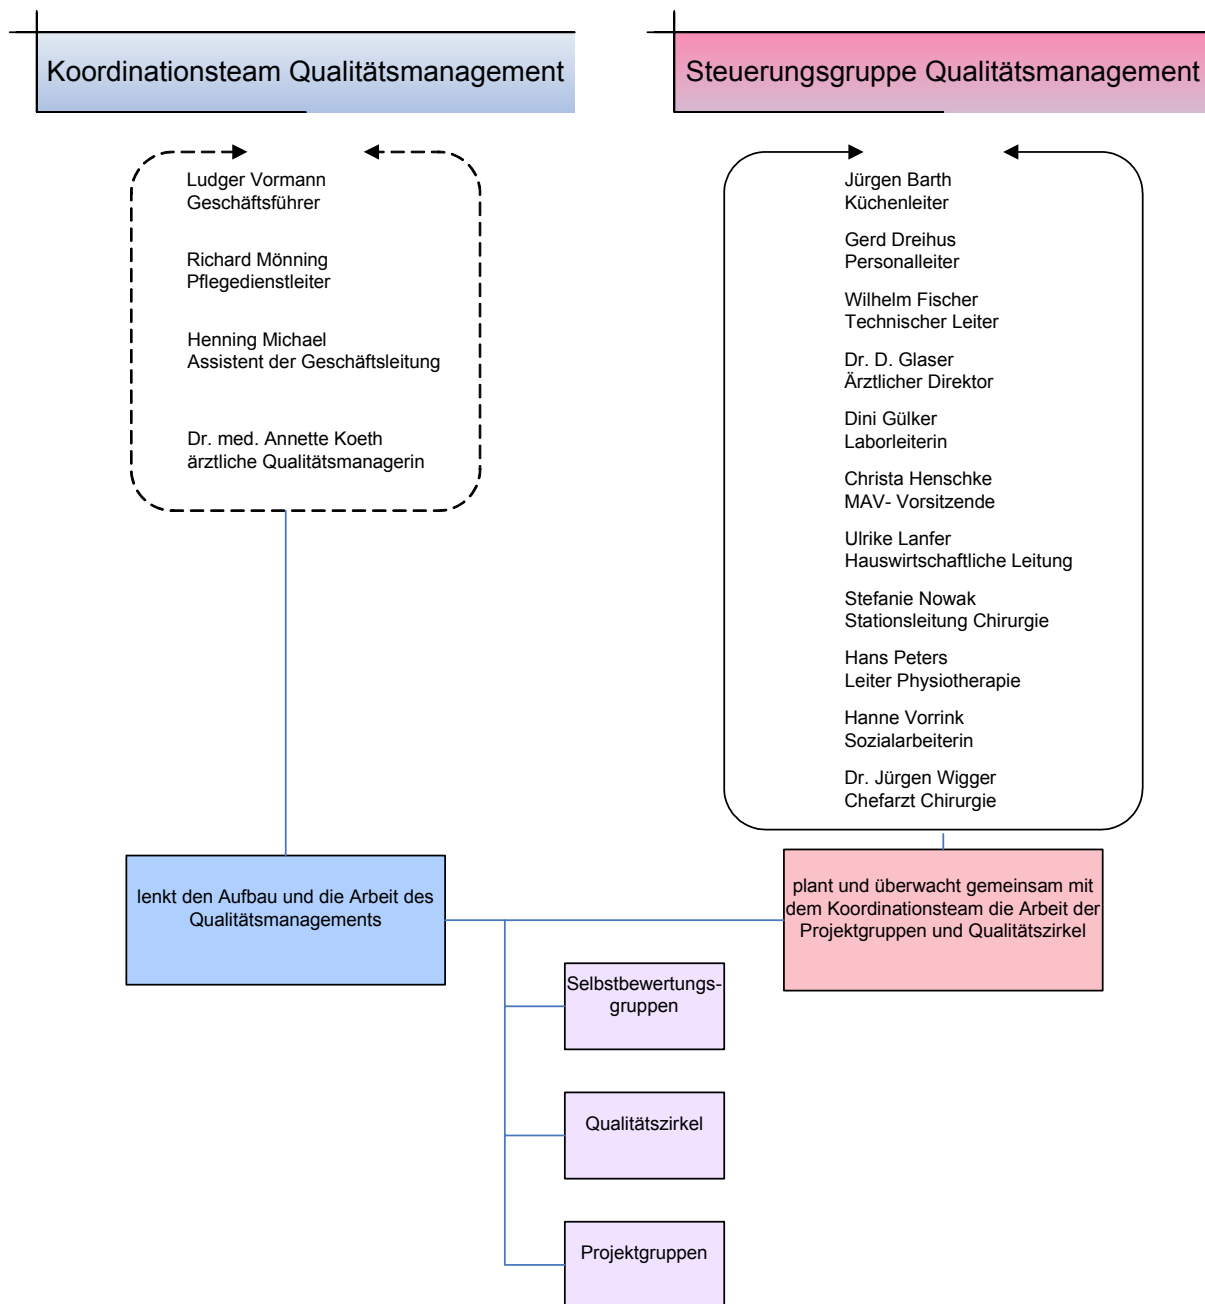 Koordinationsteam Qualitätsmanagement
Ludger Vormann
Geschäftsführer
Richard Mönning
Pflegedienstleiter
Henning Michael
Assistent der Geschäftsleitung
Dr. med. Annette Koeth
ärztliche Qualitätsmanagerin
Steuerungsgruppe Qualitätsmanagement
Jürgen Barth
Küchenleiter
Gerd Dreihus
Personalleiter
Wilhelm Fischer
Technischer Leiter
Dr. D. Glaser
Ärztlicher Direktor
Dini Gülker
Laborleiterin
Christa Henschke
MAV- Vorsitzende
Ulrike Lanfer
Hauswirtschaftliche Leitung
Stefanie Nowak
Stationsleitung Chirurgie
Hans Peters
Leiter Physiotherapie
Hanne Vorrink
Sozialarbeiterin
Dr. Jürgen Wigger
Chefarzt Chirurgie
lenkt den Aufbau und die Arbeit des
Qualitätsmanagements
plant und überwacht gemeinsam mit
dem Koordinationsteam die Arbeit der
Projektgruppen und Qualitätszirkel
Selbstbewertungs-
gruppen
Qualitätszirkel
Projektgruppen